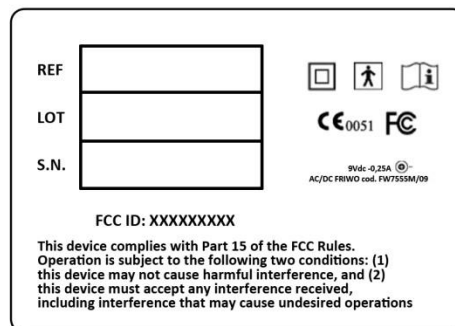 REF
LOT
S.N.
CE 0051 FC
9Vdc -0,25A
AC/DC FRIWO cod. FW7555M/09
FCC ID: XXXXXXXXX
This device complies with Part 15 of the FCC Rules.
Operation is subject to the following two conditions: (1)
this device may not cause harmful interference, and (2)
this device must accept any interference received,
including interference that may cause undesired operations